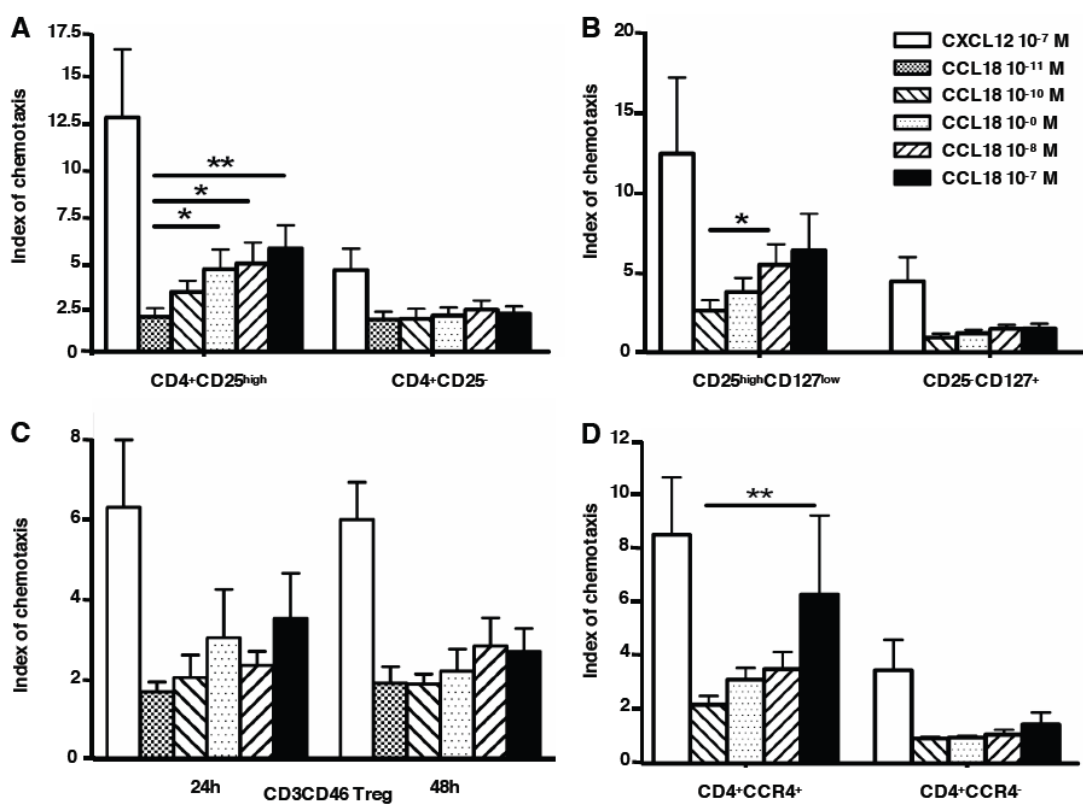 A
17.5
15
12.5
10
7.5
5
2.5
0
Index of chemotaxis
**
*
*
CD4+CD25high
CD4+CD25-
B
20
15
10
5
0
Index of chemotaxis
*
CD25highCD127low
CD25-CD127+
CXCL12 10-7 M
CCL18 10-11 M
CCL18 10-10 M
CCL18 10-0 M
CCL18 10-8 M
CCL18 10-7 M
C
8
6
4
2
0
Index of chemotaxis
24h CD3CD46 Treg 48h
D
12
10
8
6
4
2
0
Index of chemotaxis
**
CD4+CCR4+
CD4+CCR4-